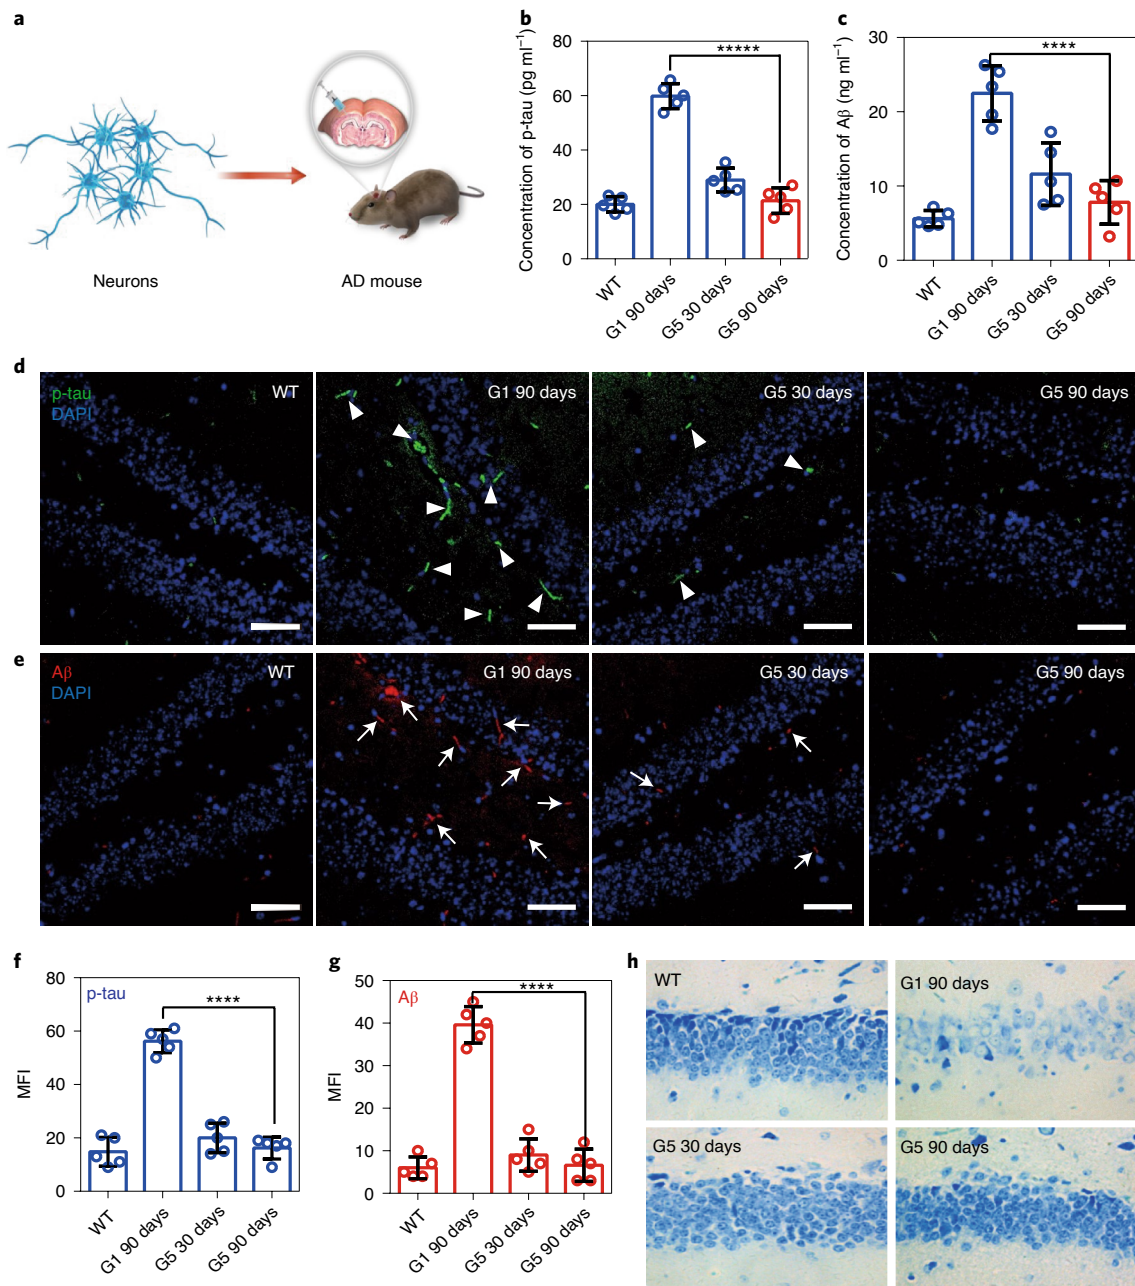 a
Neurons
AD mouse
b
Concentration of p-tau (pg ml⁻¹)
80
60
40
20
0
*****
WT
G1 90 days
G5 30 days
G5 90 days
c
Concentration of Aβ (ng ml⁻¹)
30
20
10
0
****
WT
G1 90 days
G5 30 days
G5 90 days
d
p-tau
DAPI
WT
G1 90 days
G5 30 days
G5 90 days
e
Aβ
DAPI
WT
G1 90 days
G5 30 days
G5 90 days
f
p-tau
MFI
80
60
40
20
0
****
WT
G1 90 days
G5 30 days
G5 90 days
g
Aβ
MFI
50
40
30
20
10
0
****
WT
G1 90 days
G5 30 days
G5 90 days
h
WT
G1 90 days
G5 30 days
G5 90 days